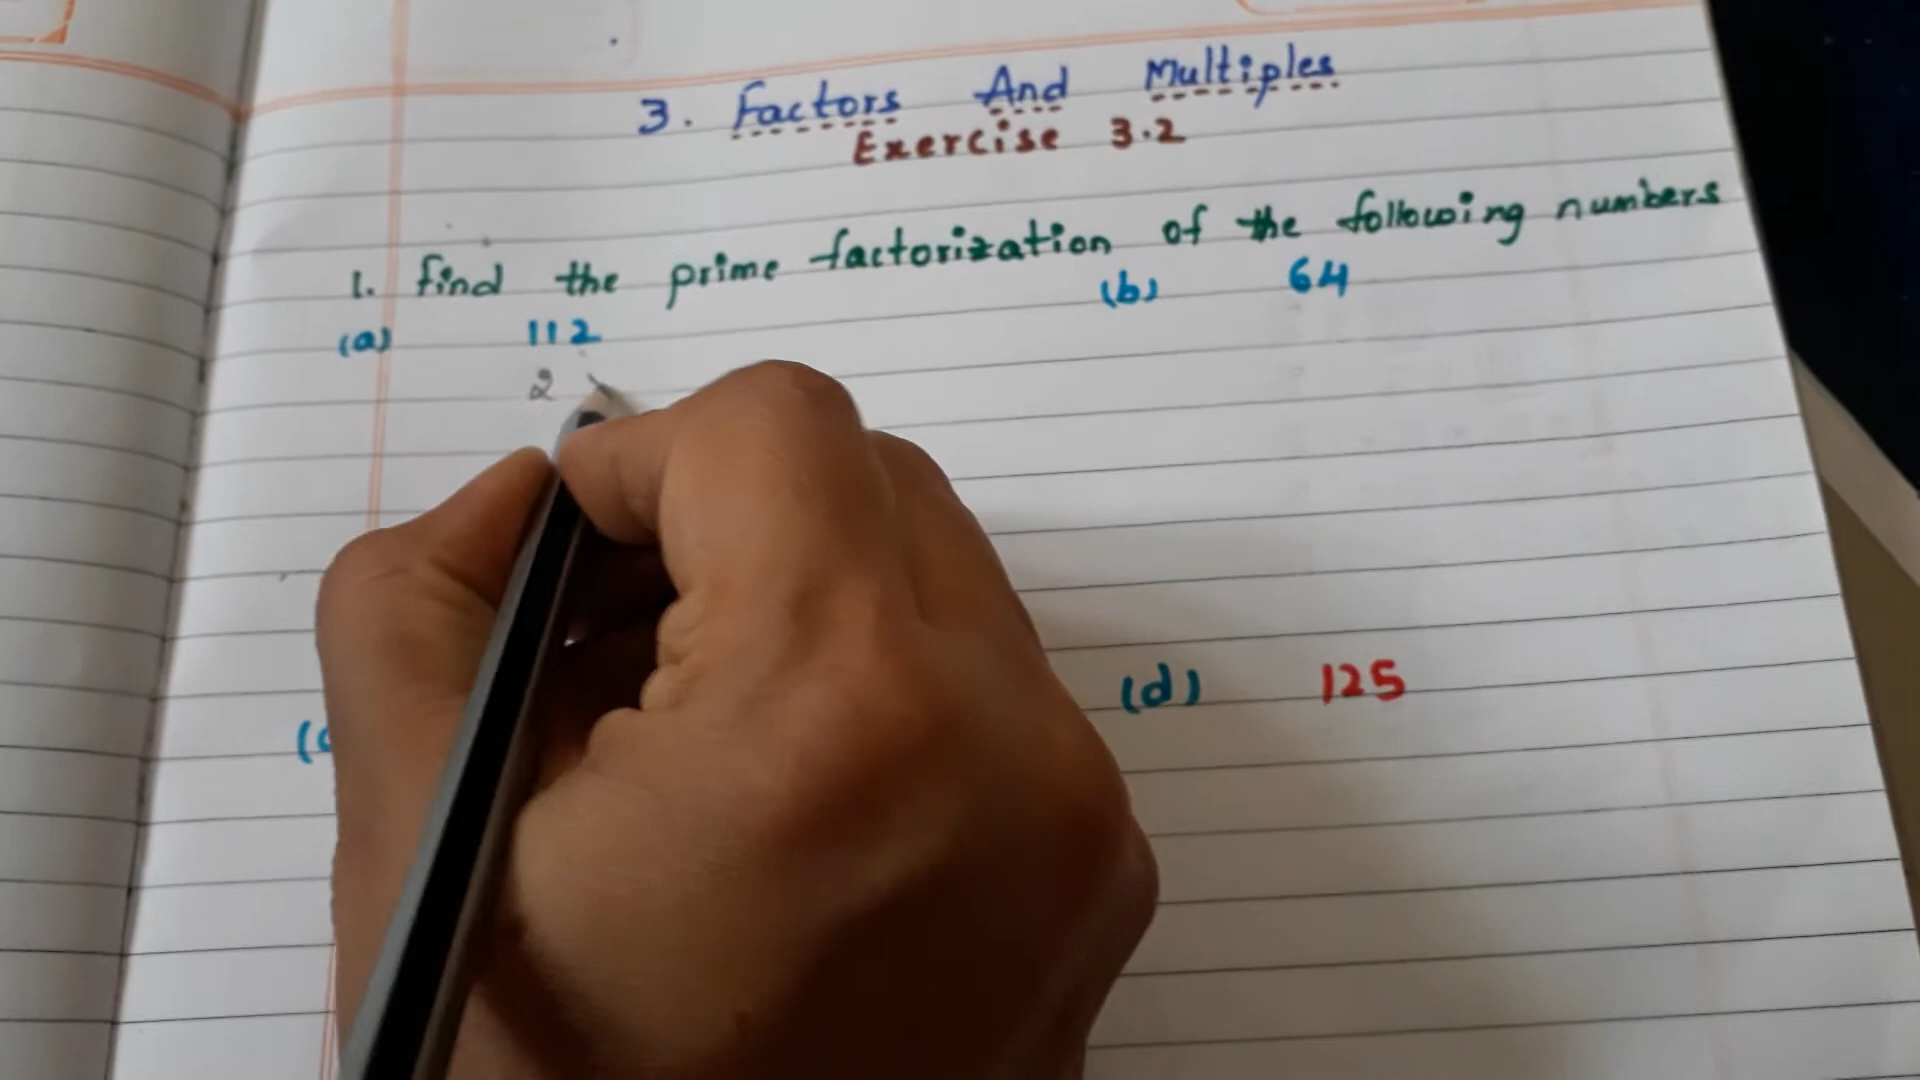 3. Factors And Multiples
Exercise 3.2
1. find the prime factorization of the following numbers
(a) 112 (b) 64
2
(d) 125